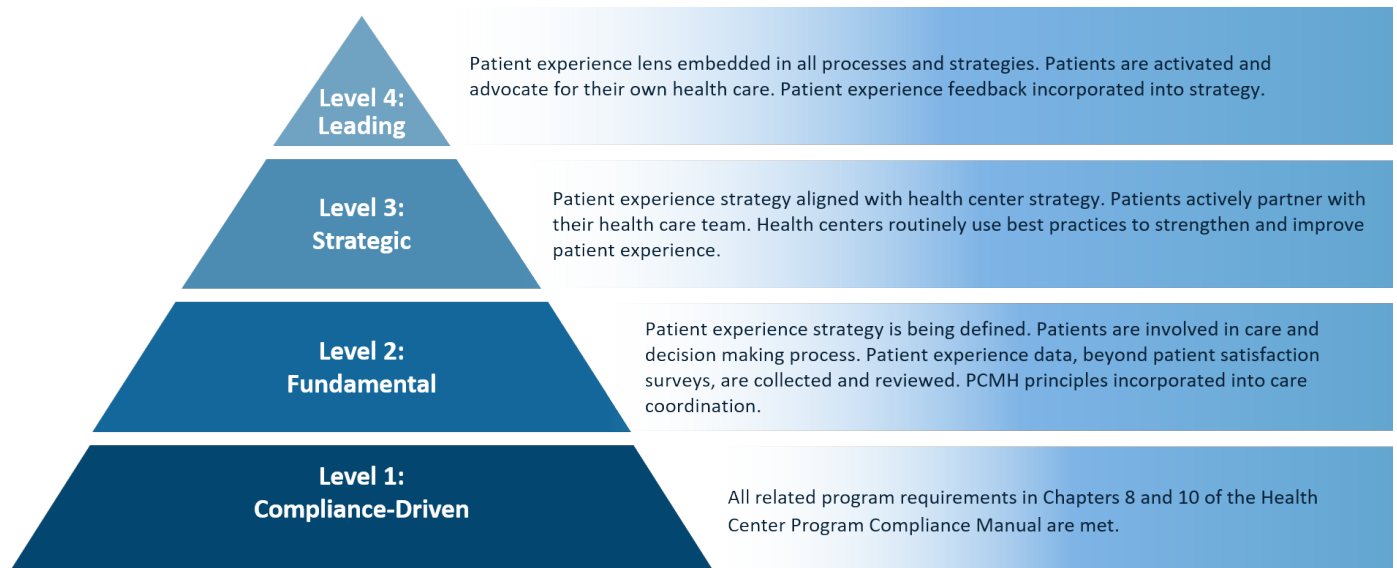 Level 4:
Leading
Patient experience lens embedded in all processes and strategies. Patients are activated and
advocate for their own health care. Patient experience feedback incorporated into strategy.
Level 3:
Strategic
Patient experience strategy aligned with health center strategy. Patients actively partner with
their health care team. Health centers routinely use best practices to strengthen and improve
patient experience.
Level 2:
Fundamental
Patient experience strategy is being defined. Patients are involved in care and
decision making process. Patient experience data, beyond patient satisfaction
surveys, are collected and reviewed. PCMH principles incorporated into care
coordination.
Level 1:
Compliance-Driven
All related program requirements in Chapters 8 and 10 of the Health
Center Program Compliance Manual are met.